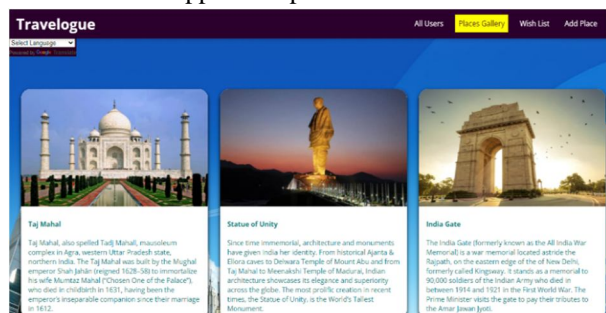 Travelogue
All Users Places Gallery Wish List Add Place
Select Language
Powered by Google Translate
Taj Mahal
Taj Mahal, also spelled Tadj Mahall, mausoleum
complex in Agra, western Uttar Pradesh state,
northern India. The Taj Mahal was built by the Mughal
emperor Shah Jahān (reigned 1628–58) to immortalize
his wife Mumtaz Mahal (“Chosen One of the Palace”),
who died in childbirth in 1631, having been the
emperor's inseparable companion since their marriage
in 1612.
Statue of Unity
Since time immemorial, architecture and monuments
have given India her identity. From historical Ajanta &
Ellora caves to Delwara Temple of Mount Abu and from
Taj Mahal to Meenakshi Temple of Madurai, Indian
architecture showcases its elegance and superiority
across the globe. The most prolific creation in recent
times, the Statue of Unity, is the World's Tallest
Monument.
India Gate
The India Gate (formerly known as the All India War
Memorial) is a war memorial located astride the
Rajpath, on the eastern edge of the of New Delhi,
formerly called Kingsway. It stands as a memorial to
90,000 soldiers of the Indian Army who died in
between 1914 and 1921 in the First World War. The
Prime Minister visits the gate to pay their tributes to
the Amar Jawan Jyoti.